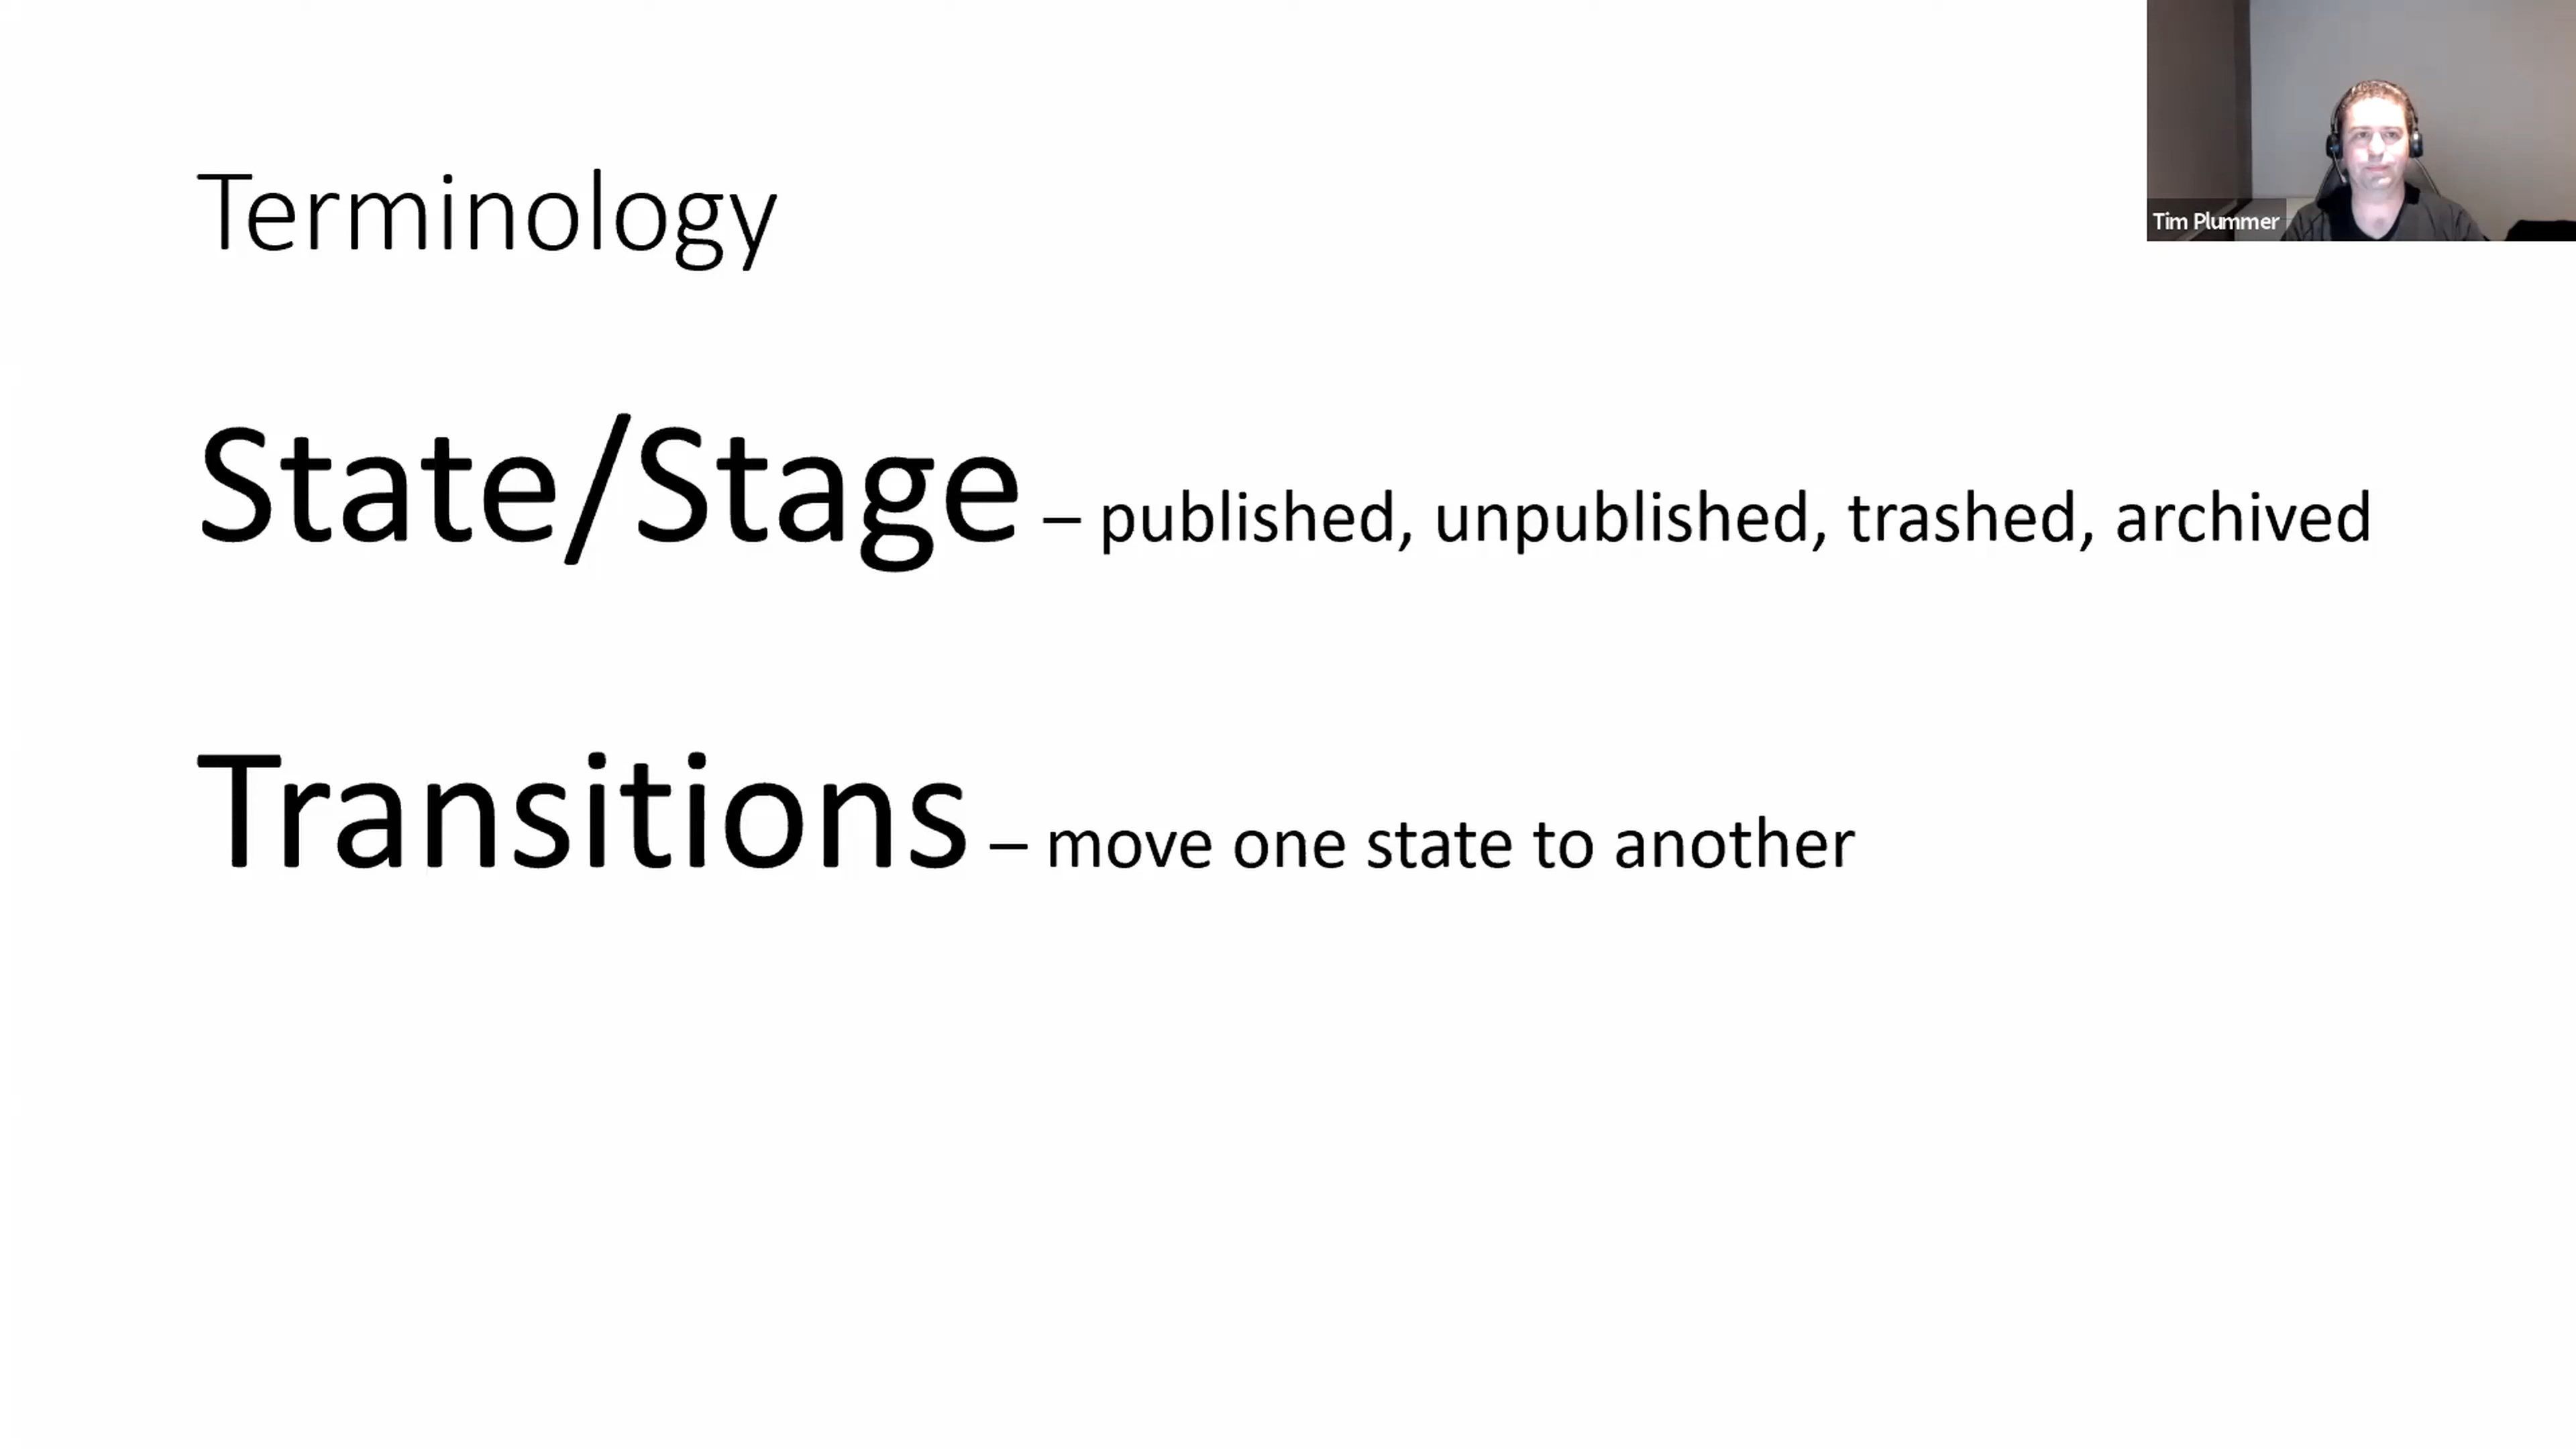 Terminology
Tim Plummer
State/Stage – published, unpublished, trashed, archived
Transitions – move one state to another